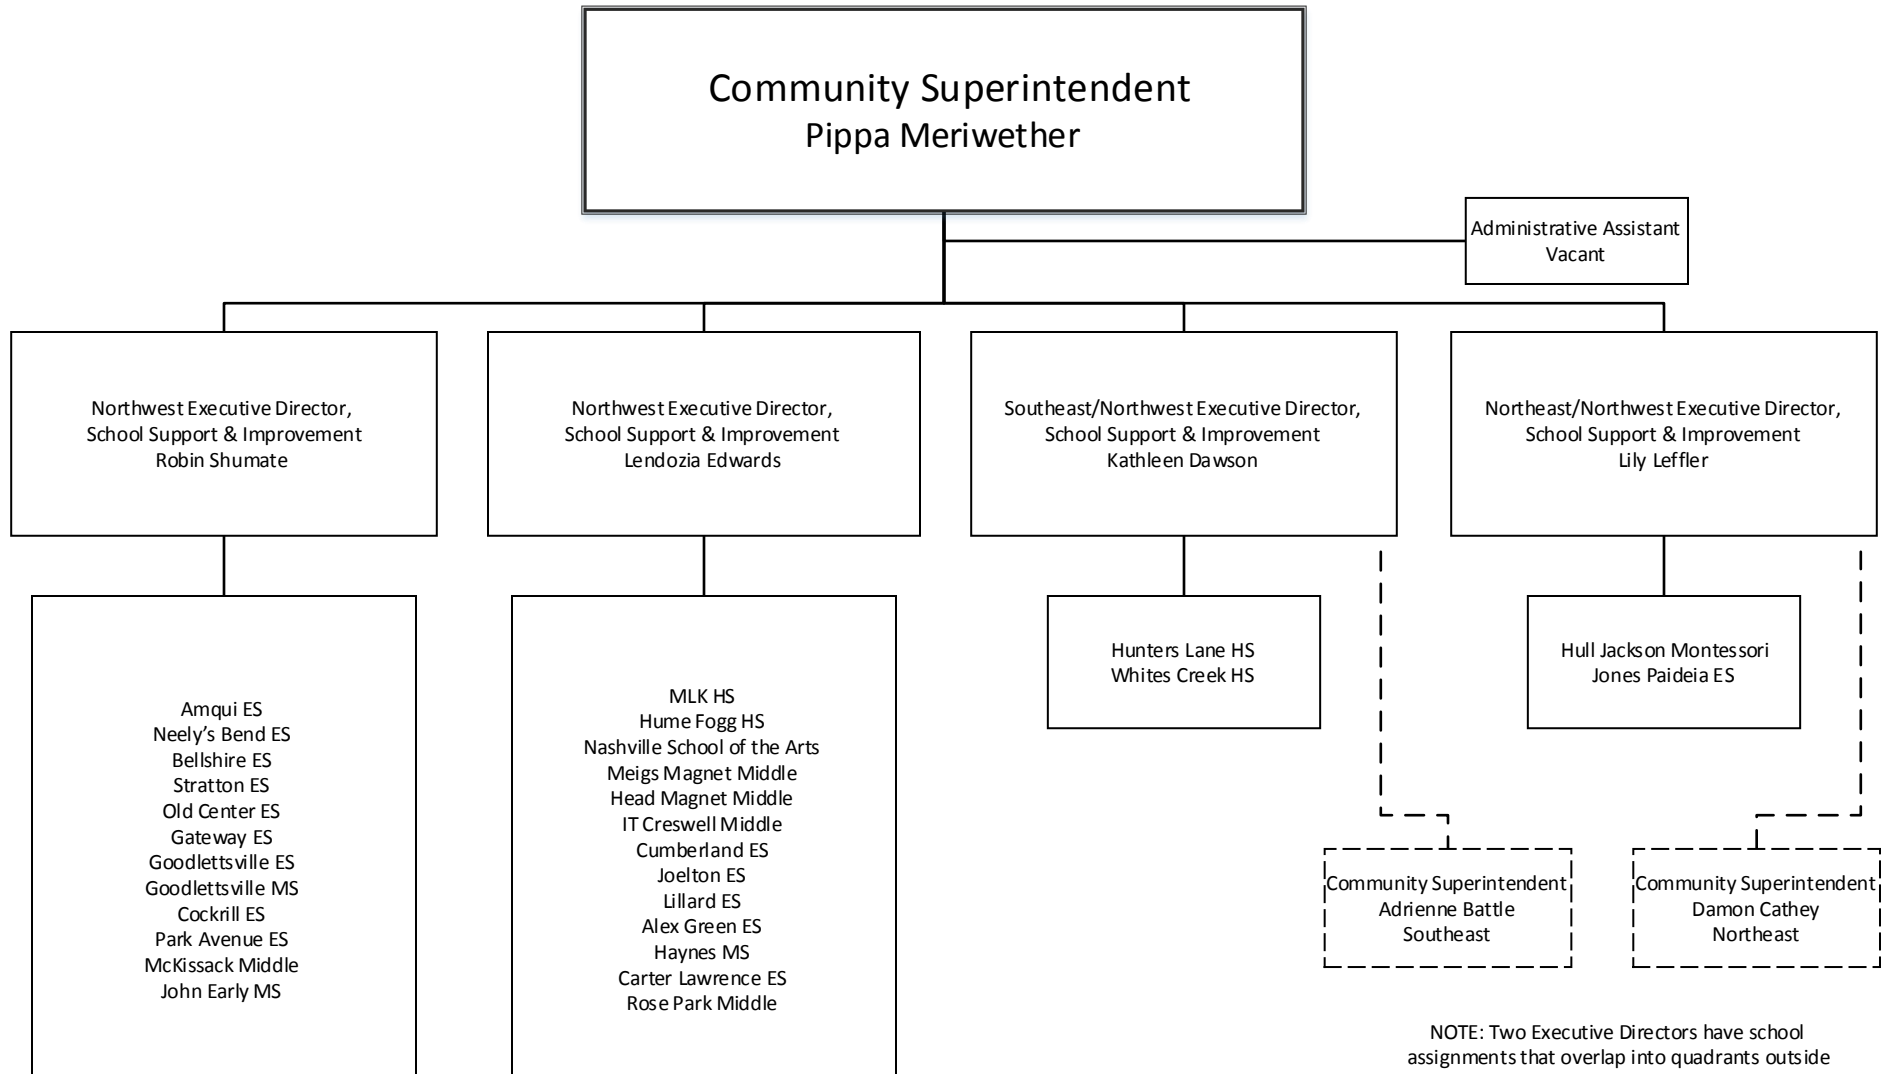 Community Superintendent
Pippa Meriwether
Administrative Assistant
Vacant
Northwest Executive Director,
School Support & Improvement
Robin Shumate
Northwest Executive Director,
School Support & Improvement
Lendozia Edwards
Southeast/Northwest Executive Director,
School Support & Improvement
Kathleen Dawson
Northeast/Northwest Executive Director,
School Support & Improvement
Lily Leffler
Amqui ES
Neely’s Bend ES
Bellshire ES
Stratton ES
Old Center ES
Gateway ES
Goodlettsville ES
Goodlettsville MS
Cockrill ES
Park Avenue ES
McKissack Middle
John Early MS
MLK HS
Hume Fogg HS
Nashville School of the Arts
Meigs Magnet Middle
Head Magnet Middle
IT Creswell Middle
Cumberland ES
Joelton ES
Lillard ES
Alex Green ES
Haynes MS
Carter Lawrence ES
Rose Park Middle
Hunters Lane HS
Whites Creek HS
Hull Jackson Montessori
Jones Paideia ES
Community Superintendent
Adrienne Battle
Southeast
Community Superintendent
Damon Cathey
Northeast
NOTE: Two Executive Directors have school
assignments that overlap into quadrants outside